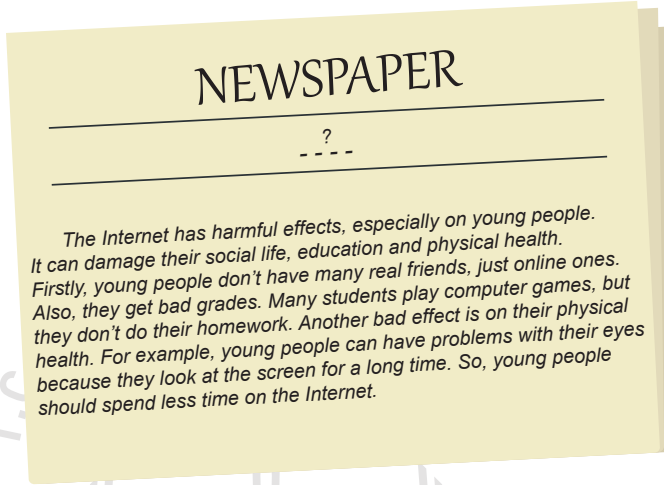 NEWSPAPER
?
- - - -
The Internet has harmful effects, especially on young people.
It can damage their social life, education and physical health.
Firstly, young people don't have many real friends, just online ones.
Also, they get bad grades. Many students play computer games, but
they don't do their homework. Another bad effect is on their physical
health. For example, young people can have problems with their eyes
because they look at the screen for a long time. So, young people
should spend less time on the Internet.